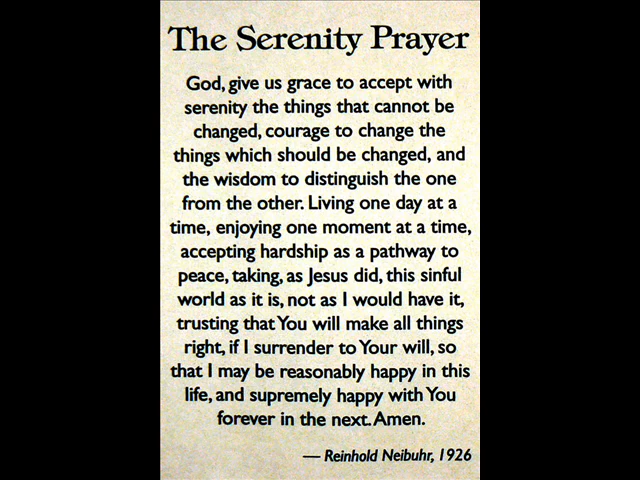 The Serenity Prayer
God, give us grace to accept with
serenity the things that cannot be
changed, courage to change the
things which should be changed, and
the wisdom to distinguish the one
from the other. Living one day at a
time, enjoying one moment at a time,
accepting hardship as a pathway to
peace, taking, as Jesus did, this sinful
world as it is, not as I would have it,
trusting that You will make all things
right, if I surrender to Your will, so
that I may be reasonably happy in this
life, and supremely happy with You
forever in the next. Amen.
— Reinhold Neibuhr, 1926